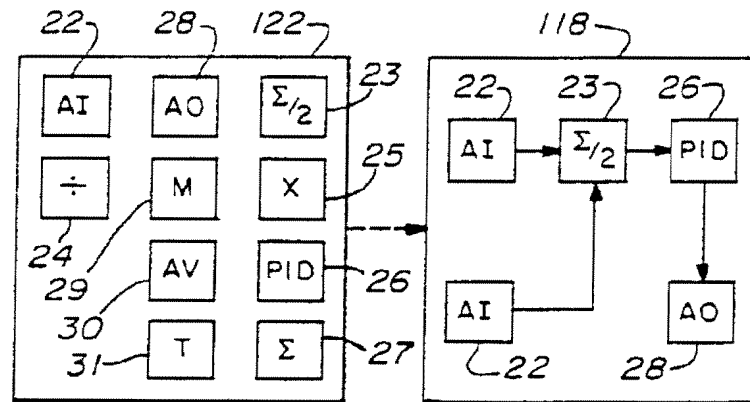 22 28 122 118
AI AO Σ/2 23 22 23 26
AI Σ/2 PID
÷ M X 25
24 29 AV PID 26
30 T Σ 27 AI AO
31 22 28